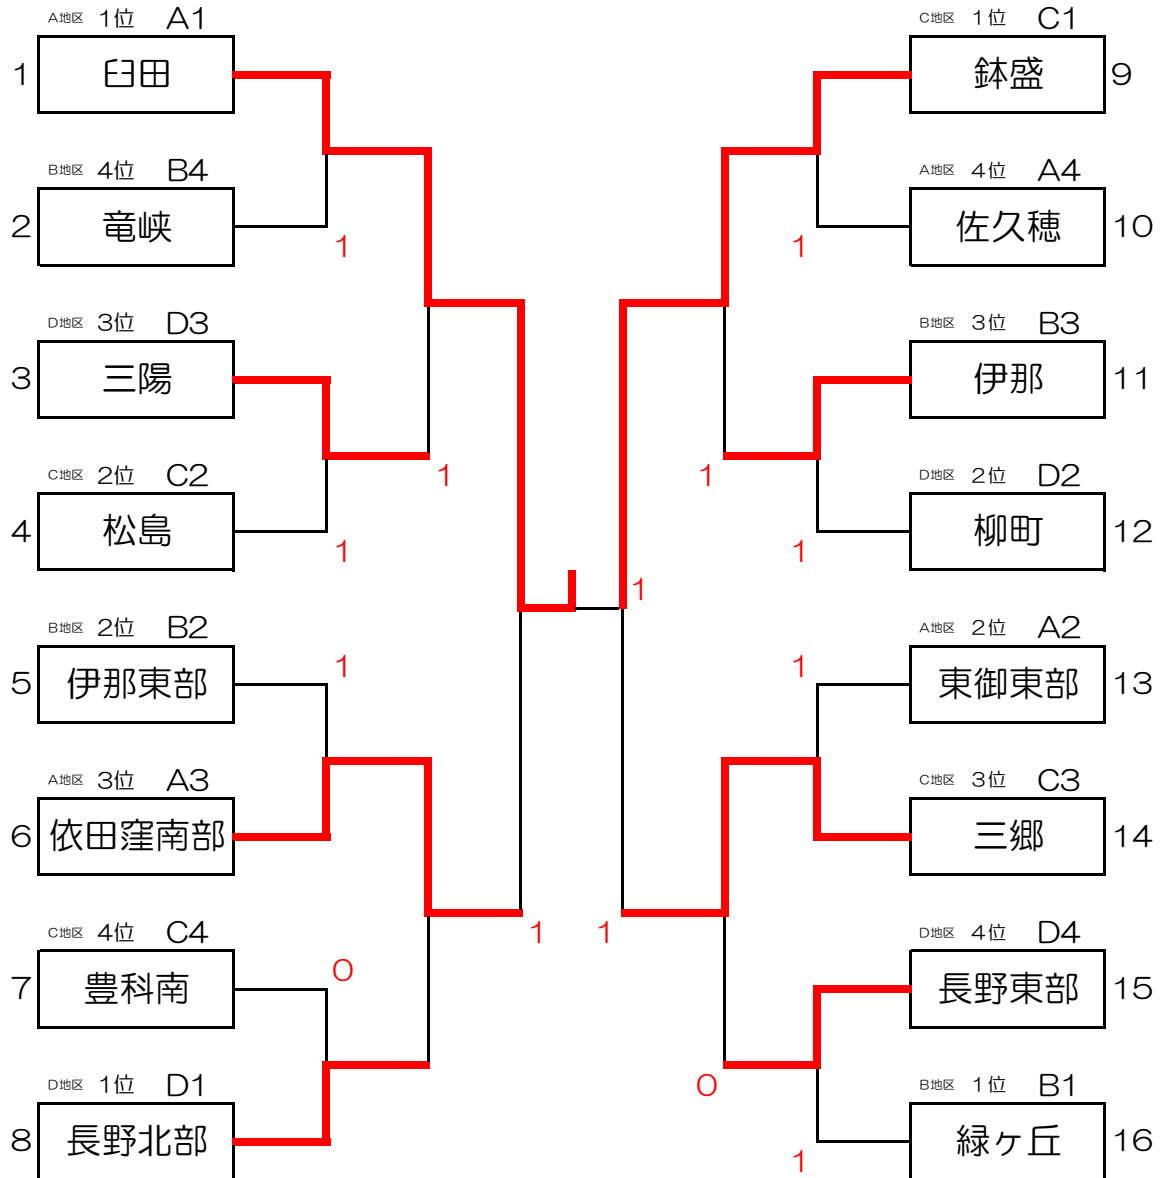 A地区 1位 A1
1 臼田
B地区 4位 B4
2 竜峡
1
D地区 3位 D3
3 三陽
C地区 2位 C2
1
4 松島
1
B地区 2位 B2
1
5 伊那東部
A地区 3位 A3
6 依田窪南部
C地区 4位 C4
1
0
7 豊科南
D地区 1位 D1
8 長野北部
1
C地区 1位 C1
鉢盛 9
A地区 4位 A4
佐久穂 10
1
B地区 3位 B3
伊那 11
D地区 2位 D2
1
柳町 12
1
A地区 2位 A2
1
東御東部 13
C地区 3位 C3
三郷 14
D地区 4位 D4
1
長野東部 15
B地区 1位 B1
0
緑ヶ丘 16
1